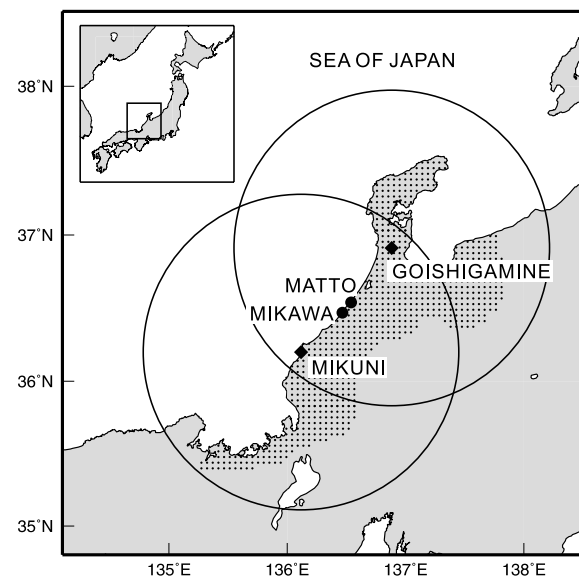 SEA OF JAPAN
38°N
37°N
GOISHIGAMINE
MATTO
MIKAWA
36°N
MIKUNI
35°N
135°E
136°E
137°E
138°E